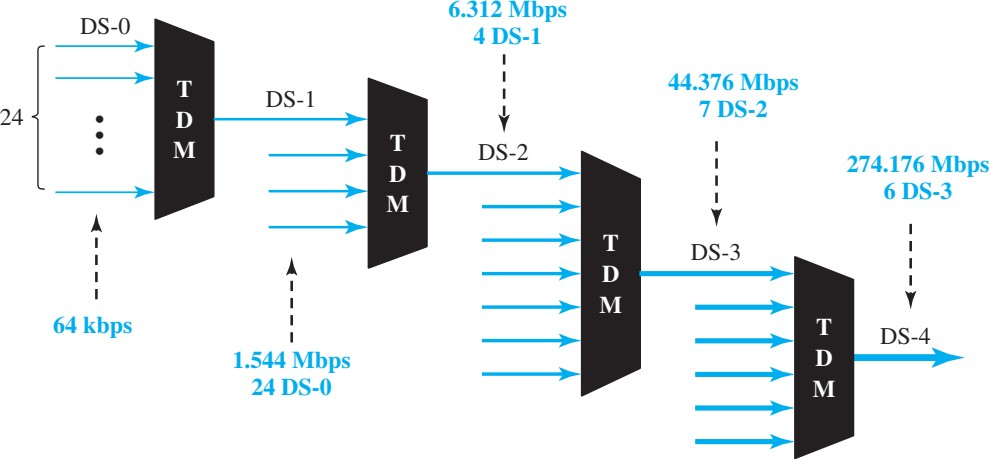 DS-0
24
T
D
M
64 kbps
DS-1
1.544 Mbps
24 DS-0
T
D
M
6.312 Mbps
4 DS-1
DS-2
T
D
M
44.376 Mbps
7 DS-2
DS-3
T
D
M
274.176 Mbps
6 DS-3
DS-4